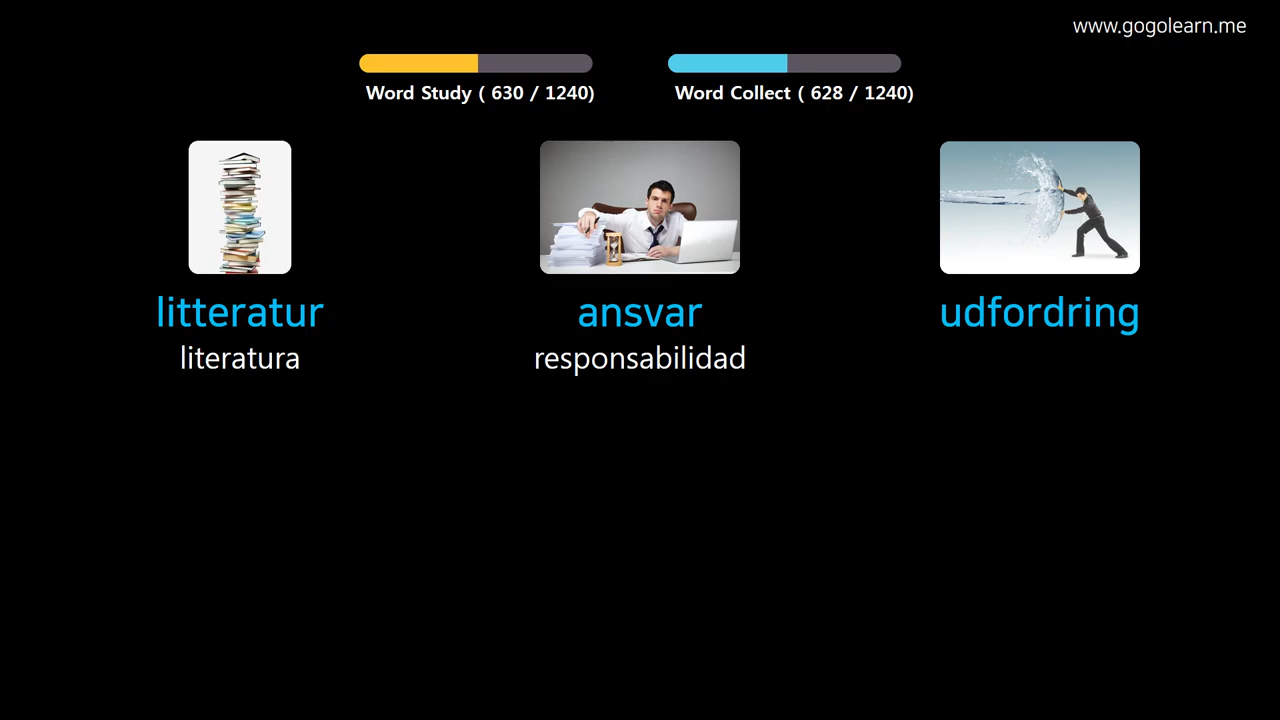 www.gogolearn.me
Word Study ( 630 / 1240)
Word Collect ( 628 / 1240)
litteratur
literatura
ansvar
responsabilidad
udfordring